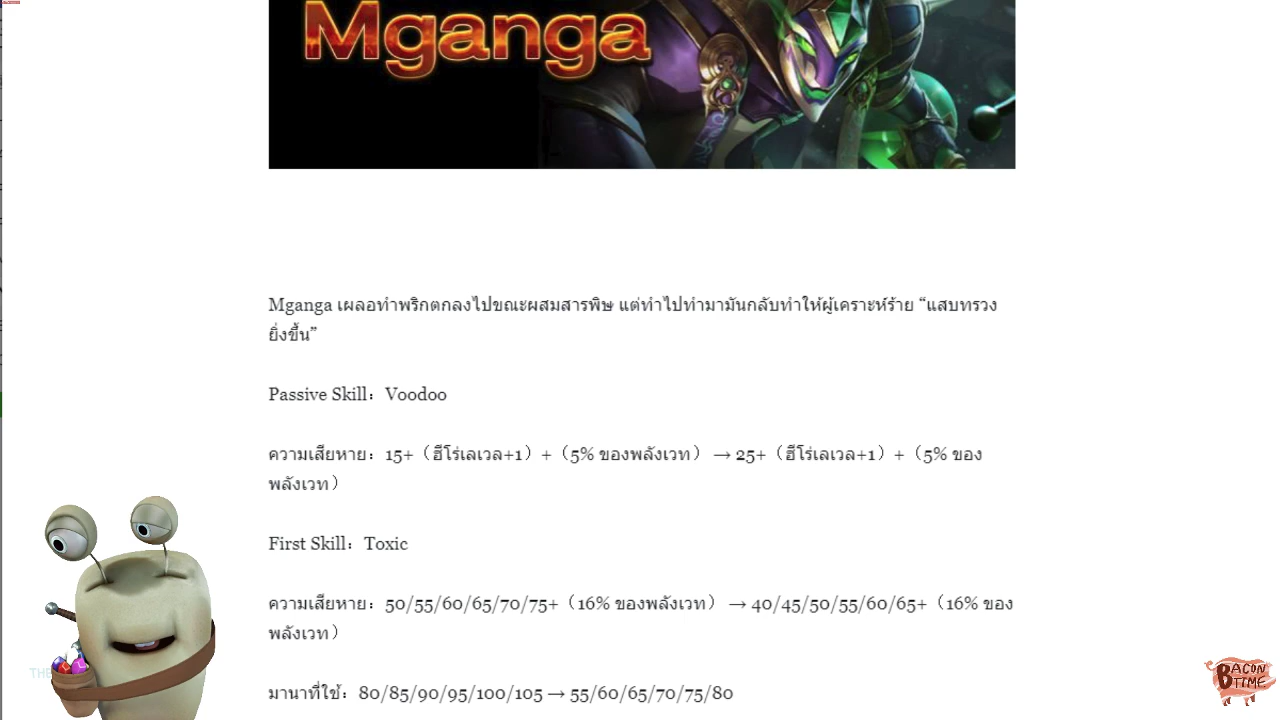 Mganga
Mganga เผลอทำพริกตกลงไปขณะผสมสารพิษ แต่ทำไปทำมามันกลับทำให้ผู้เคราะห์ร้าย “แสบทรวง
ยิ่งขึ้น”
Passive Skill：Voodoo
ความเสียหาย：15+（ฮีโร่เลเวล+1）+（5% ของพลังเวท） → 25+（ฮีโร่เลเวล+1）+（5% ของ
พลังเวท）
First Skill：Toxic
ความเสียหาย：50/55/60/65/70/75+（16% ของพลังเวท） → 40/45/50/55/60/65+（16% ของ
พลังเวท）
มานาที่ใช้：80/85/90/95/100/105 → 55/60/65/70/75/80
BACON
TIME